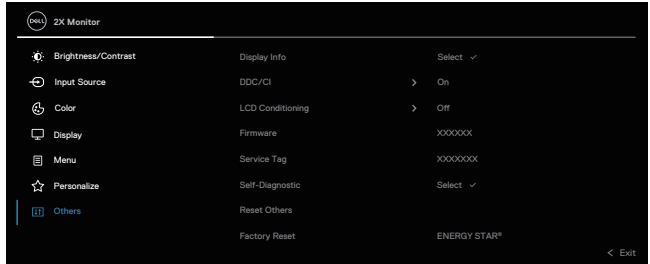 DELL 2X Monitor
Brightness/Contrast Display Info Select ✓
Input Source DDC/CI > On
Color LCD Conditioning > Off
Display Firmware XXXXXX
Menu Service Tag XXXXXXX
Personalize Self-Diagnostic Select ✓
Others Reset Others
Factory Reset ENERGY STAR®
< Exit